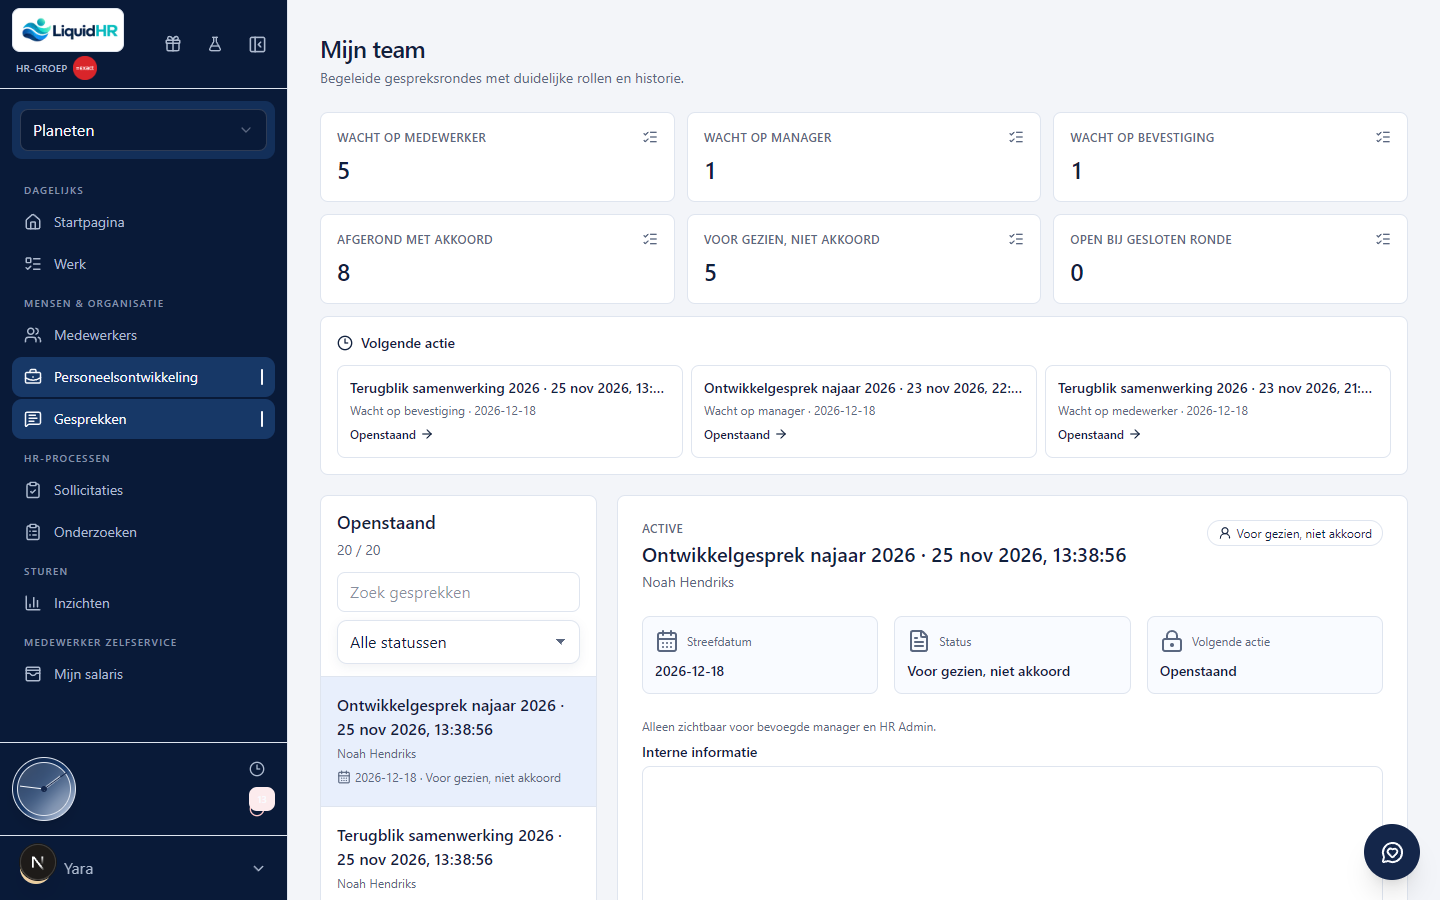 LiquidHR
HR-GROEP
exact
Planeten
DAGELIJKS
Startpagina
Werk
MENSEN & ORGANISATIE
Medewerkers
Personeelsontwikkeling
Gesprekken
HR-PROCESSEN
Sollicitaties
Onderzoeken
STUREN
Inzichten
MEDEWERKER ZELFSERVICE
Mijn salaris
N
Yara
Mijn team
Begeleide gespreksrondes met duidelijke rollen en historie.
WACHT OP MEDEWERKER
5
WACHT OP MANAGER
1
WACHT OP BEVESTIGING
1
AFGEROND MET AKKOORD
8
VOOR GEZIEN, NIET AKKOORD
5
OPEN BIJ GESLOTEN RONDE
0
Volgende actie
Terugblik samenwerking 2026 · 25 nov 2026, 13:...
Wacht op bevestiging · 2026-12-18
Openstaand →
Ontwikkelgesprek najaar 2026 · 23 nov 2026, 22:...
Wacht op manager · 2026-12-18
Openstaand →
Terugblik samenwerking 2026 · 23 nov 2026, 21:...
Wacht op medewerker · 2026-12-18
Openstaand →
Openstaand
20 / 20
Zoek gesprekken
Alle statussen
Ontwikkelgesprek najaar 2026 ·
25 nov 2026, 13:38:56
Noah Hendriks
2026-12-18 · Voor gezien, niet akkoord
Terugblik samenwerking 2026 ·
25 nov 2026, 13:38:56
Noah Hendriks
ACTIVE
Voor gezien, niet akkoord
Ontwikkelgesprek najaar 2026 · 25 nov 2026, 13:38:56
Noah Hendriks
Streefdatum
2026-12-18
Status
Voor gezien, niet akkoord
Volgende actie
Openstaand
Alleen zichtbaar voor bevoegde manager en HR Admin.
Interne informatie